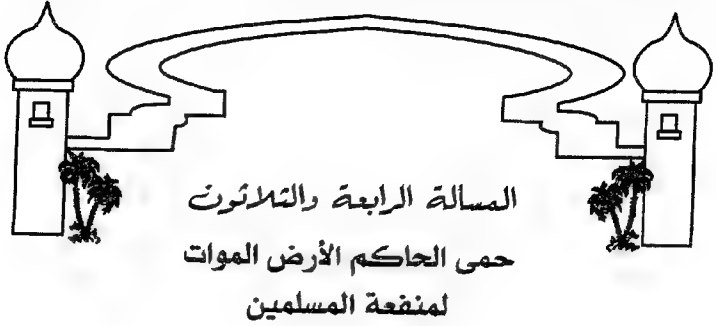 المسالة الرابعة والثلاثون
حمى الحاكم الأرض الموات
لمنفعة المسلمين